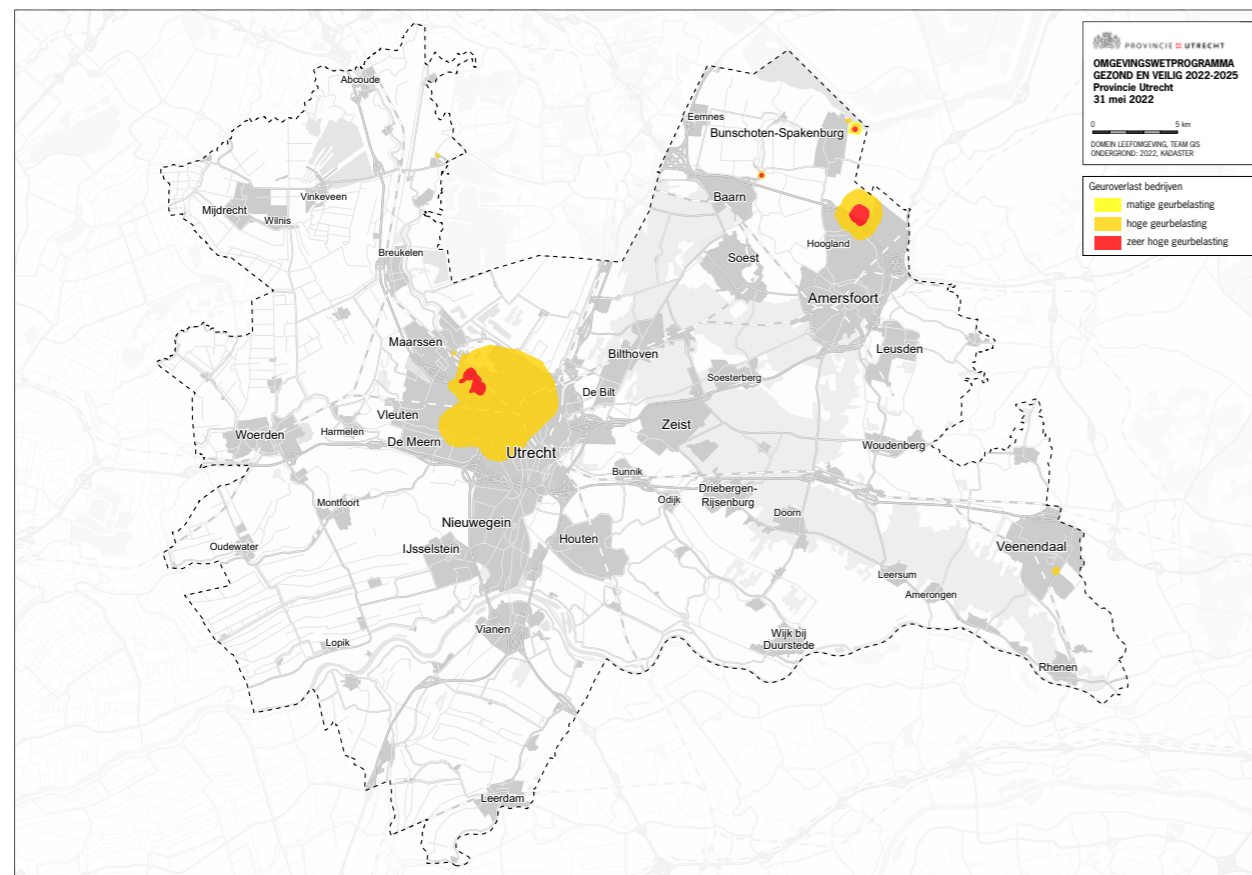 PROVINCIE UTRECHT
OMGEVINGSWETPROGRAMMA
GEZOND EN VEILIG 2022-2025
Provincie Utrecht
31 mei 2022
0 5 km
DOMEIN LEEFOMGEVING, TEAM GIS
ONDERGROND: 2022, KADASTER
Geuroverlast bedrijven
matige geurbelasting
hoge geurbelasting
zeer hoge geurbelasting
Abcoude
Eemnes
Bunschoten-Spakenburg
Vinkeveen
Baarn
Mijdrecht
Wilnis
Hoogland
Breukelen
Soest
Amersfoort
Maarssen
Bilthoven
Leusden
Soesterberg
De Bilt
Vleuten
Zeist
Harmelen
Woerden
De Meern
Woudenberg
Utrecht
Bunnik
Driebergen-
Rijsenburg
Odijk
Montfoort
Doorn
Nieuwegein
Houten
Oudewater
IJsselstein
Veenendaal
Leersum
Amerongen
Vianen
Wijk bij
Duurstede
Lopik
Rhenen
Leerdam